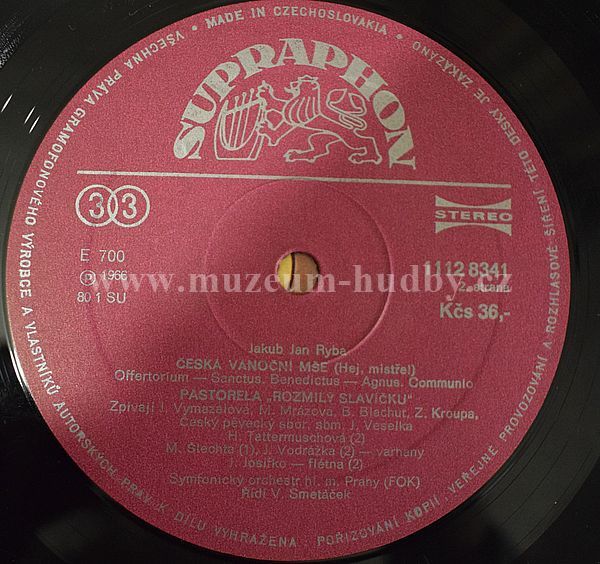 • MADE IN CZECHOSLOVAKIA • VŠECHNA PRÁVA GRAMOFONOVÉHO VÝROBCE A VLASTNÍKŮ AUTORSKÝCH PRÁV K DÍLU VYHRAŽENA • POŘIZOVÁNÍ KOPIÍ, VEŘEJNÉ PROVOZOVÁNÍ A ROZHLASOVÉ ŠÍŘENÍ TÉTO DESKY JE ZAKÁZÁNO
SUPRAPHON
33
STEREO
E 700
1112 8341
℗ 1966
2. strana
80 1 SU
Kčs 36,-
www.muzeum-hudby.cz
Jakub Jan Ryba
ČESKÁ VÁNOČNÍ MŠE (Hej, mistře!)
Offertorium — Sanctus. Benedictus — Agnus. Communio
PASTORELA „ROZMILÝ SLAVÍČKU"
Zpívají J. Vymazalová, M. Mrázová, B. Blachut, Z. Kroupa,
Český pěvecký sbor, sbm. J. Veselka
H. Tattermuschová (2)
M. Šlechta (1), J. Vodrážka (2) — varhany
J. Josífko — flétna (2)
Symfonický orchestr hl. m. Prahy (FOK)
Řídí V. Smetáček